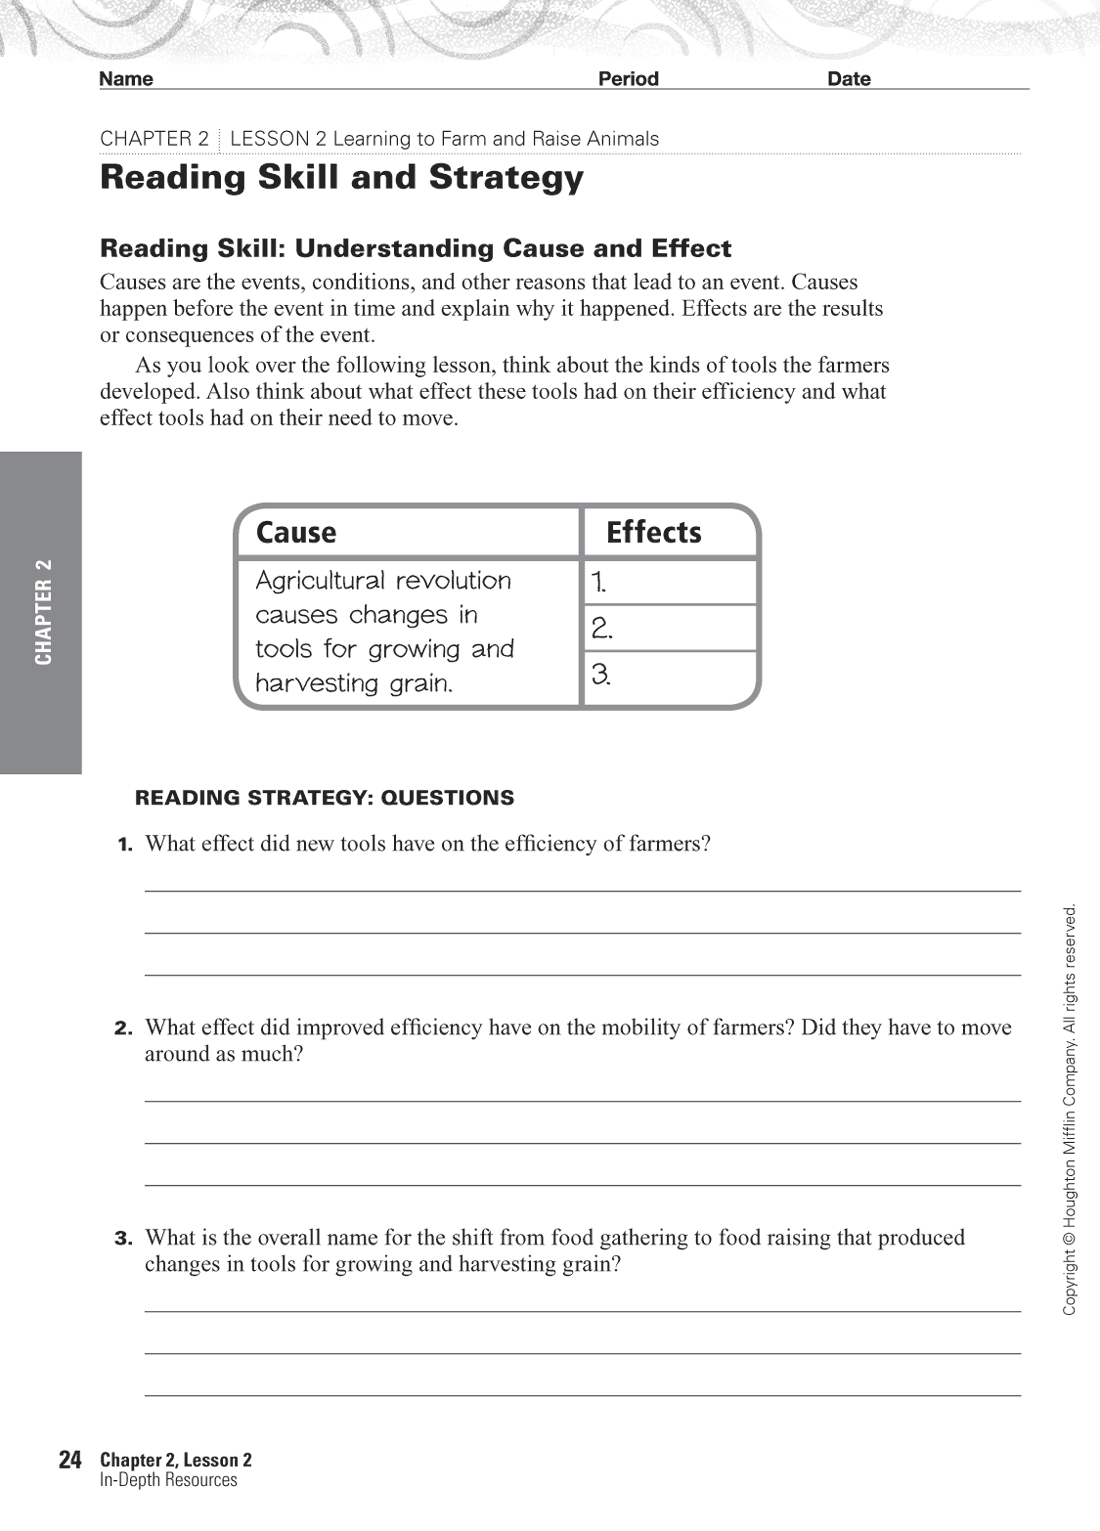 Name Period Date
CHAPTER 2 LESSON 2 Learning to Farm and Raise Animals
Reading Skill and Strategy
Reading Skill: Understanding Cause and Effect
Causes are the events, conditions, and other reasons that lead to an event. Causes
happen before the event in time and explain why it happened. Effects are the results
or consequences of the event.
As you look over the following lesson, think about the kinds of tools the farmers
developed. Also think about what effect these tools had on their efficiency and what
effect tools had on their need to move.
CHAPTER 2
Cause Effects
Agricultural revolution
causes changes in
tools for growing and
harvesting grain.
1.
2.
3.
READING STRATEGY: QUESTIONS
1. What effect did new tools have on the efficiency of farmers?
2. What effect did improved efficiency have on the mobility of farmers? Did they have to move
around as much?
3. What is the overall name for the shift from food gathering to food raising that produced
changes in tools for growing and harvesting grain?
Copyright © Houghton Mifflin Company. All rights reserved.
24 Chapter 2, Lesson 2
In-Depth Resources